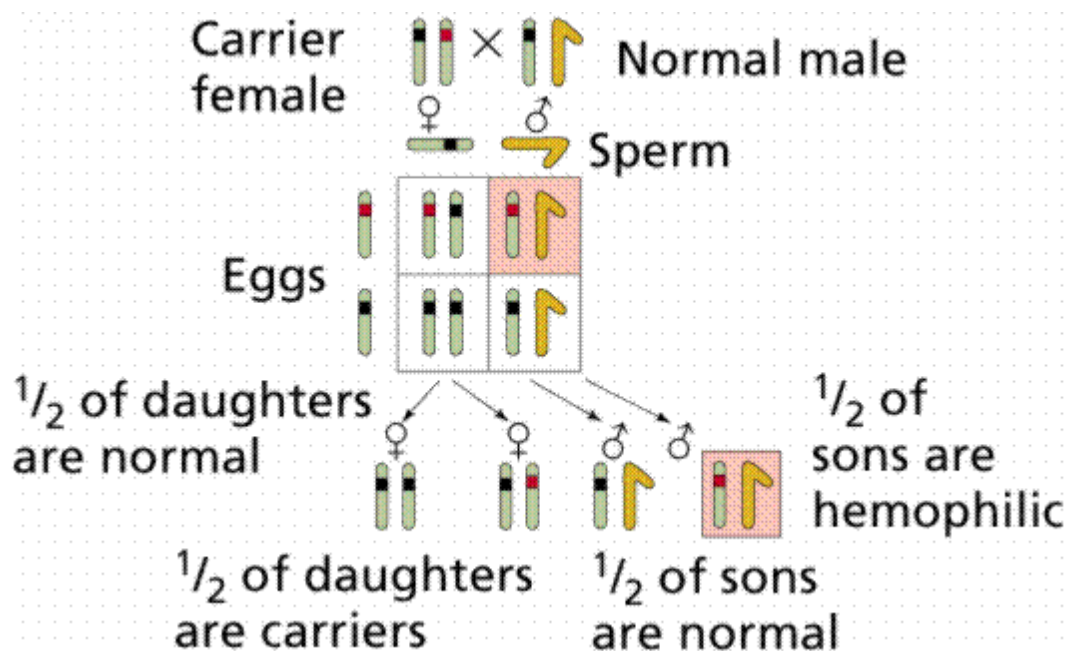 Carrier
female
Normal male
Sperm
Eggs
1/2 of daughters
are normal
1/2 of
sons are
hemophilic
1/2 of daughters
are carriers
1/2 of sons
are normal